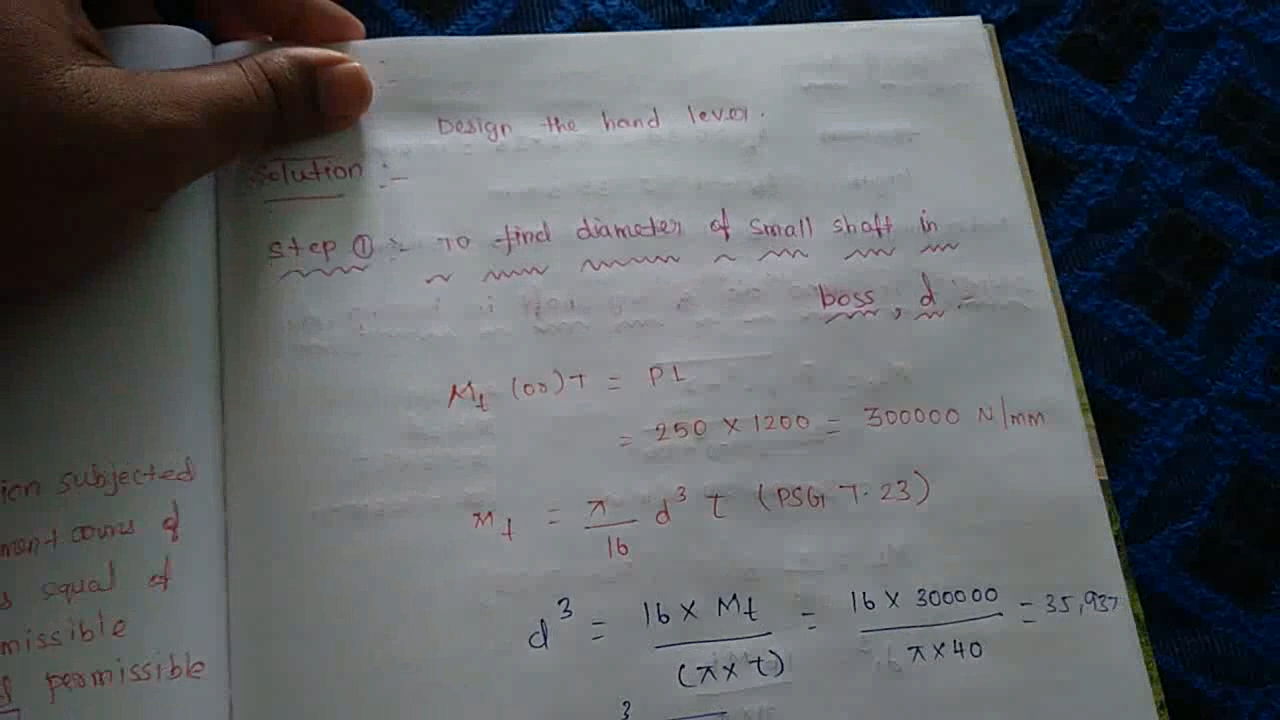 Design the hand lever.
Solution :-
Step ① :- To find diameter of small shaft in
boss, d :-
Mt (or) T = PL
= 250 × 1200 = 300000 N/mm
Mt = π/16 d³ τ (PSG 7.23)
d³ = 16 × Mt / (π × τ) = 16 × 300000 / π × 40 = 35,937
3
ion subjected
ment
equal of
missible
of permissible